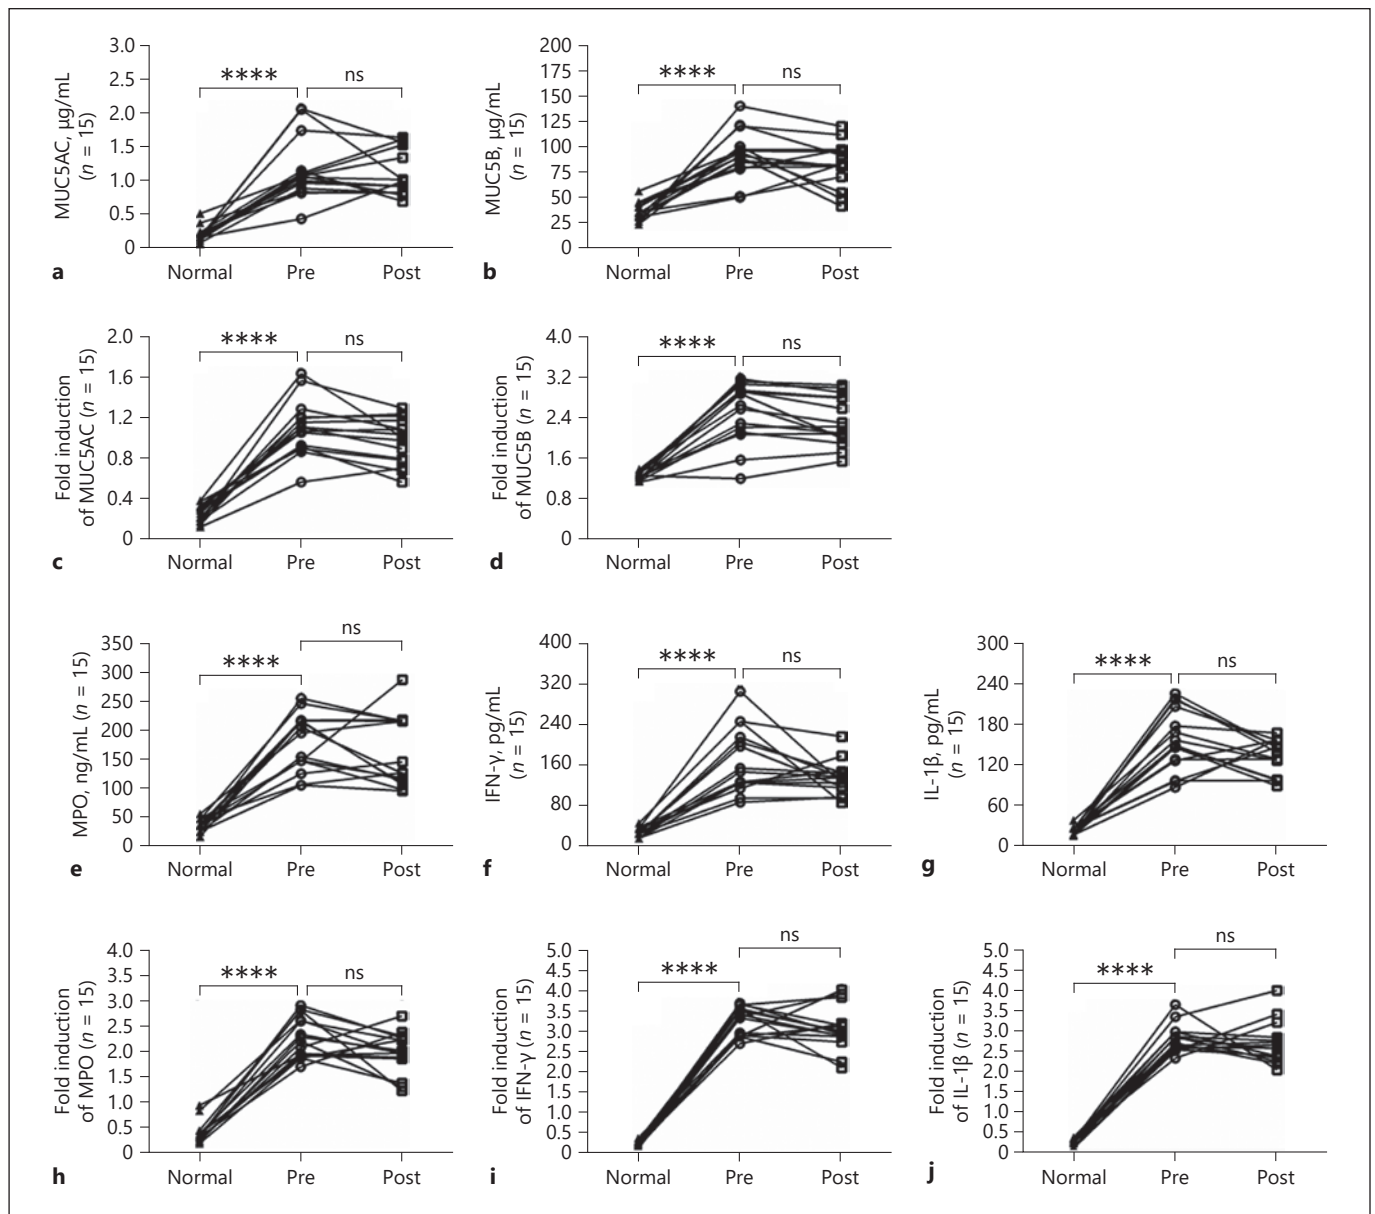 MUC5AC, µg/mL
(n = 15)
3.0
2.5
2.0
1.5
1.0
0.5
0
****
ns
Normal
Pre
Post
a
MUC5B, µg/mL
(n = 15)
200
175
150
125
100
75
50
25
0
****
ns
Normal
Pre
Post
b
Fold induction
of MUC5AC (n = 15)
2.0
1.6
1.2
0.8
0.4
0
****
ns
Normal
Pre
Post
c
Fold induction
of MUC5B (n = 15)
4.0
3.2
2.4
1.6
0.8
0
****
ns
Normal
Pre
Post
d
MPO, ng/mL (n = 15)
350
300
250
200
150
100
50
0
****
ns
Normal
Pre
Post
e
IFN-γ, pg/mL
(n = 15)
400
320
240
160
80
0
****
ns
Normal
Pre
Post
f
IL-1β, pg/mL
(n = 15)
300
240
180
120
60
0
****
ns
Normal
Pre
Post
g
Fold induction
of MPO (n = 15)
4.0
3.5
3.0
2.5
2.0
1.5
1.0
0.5
0
****
ns
Normal
Pre
Post
h
Fold induction
of IFN-γ (n = 15)
5.0
4.5
4.0
3.5
3.0
2.5
2.0
1.5
1.0
0.5
0
****
ns
Normal
Pre
Post
i
Fold induction
of IL-1β (n = 15)
5.0
4.5
4.0
3.5
3.0
2.5
2.0
1.5
1.0
0.5
0
****
ns
Normal
Pre
Post
j